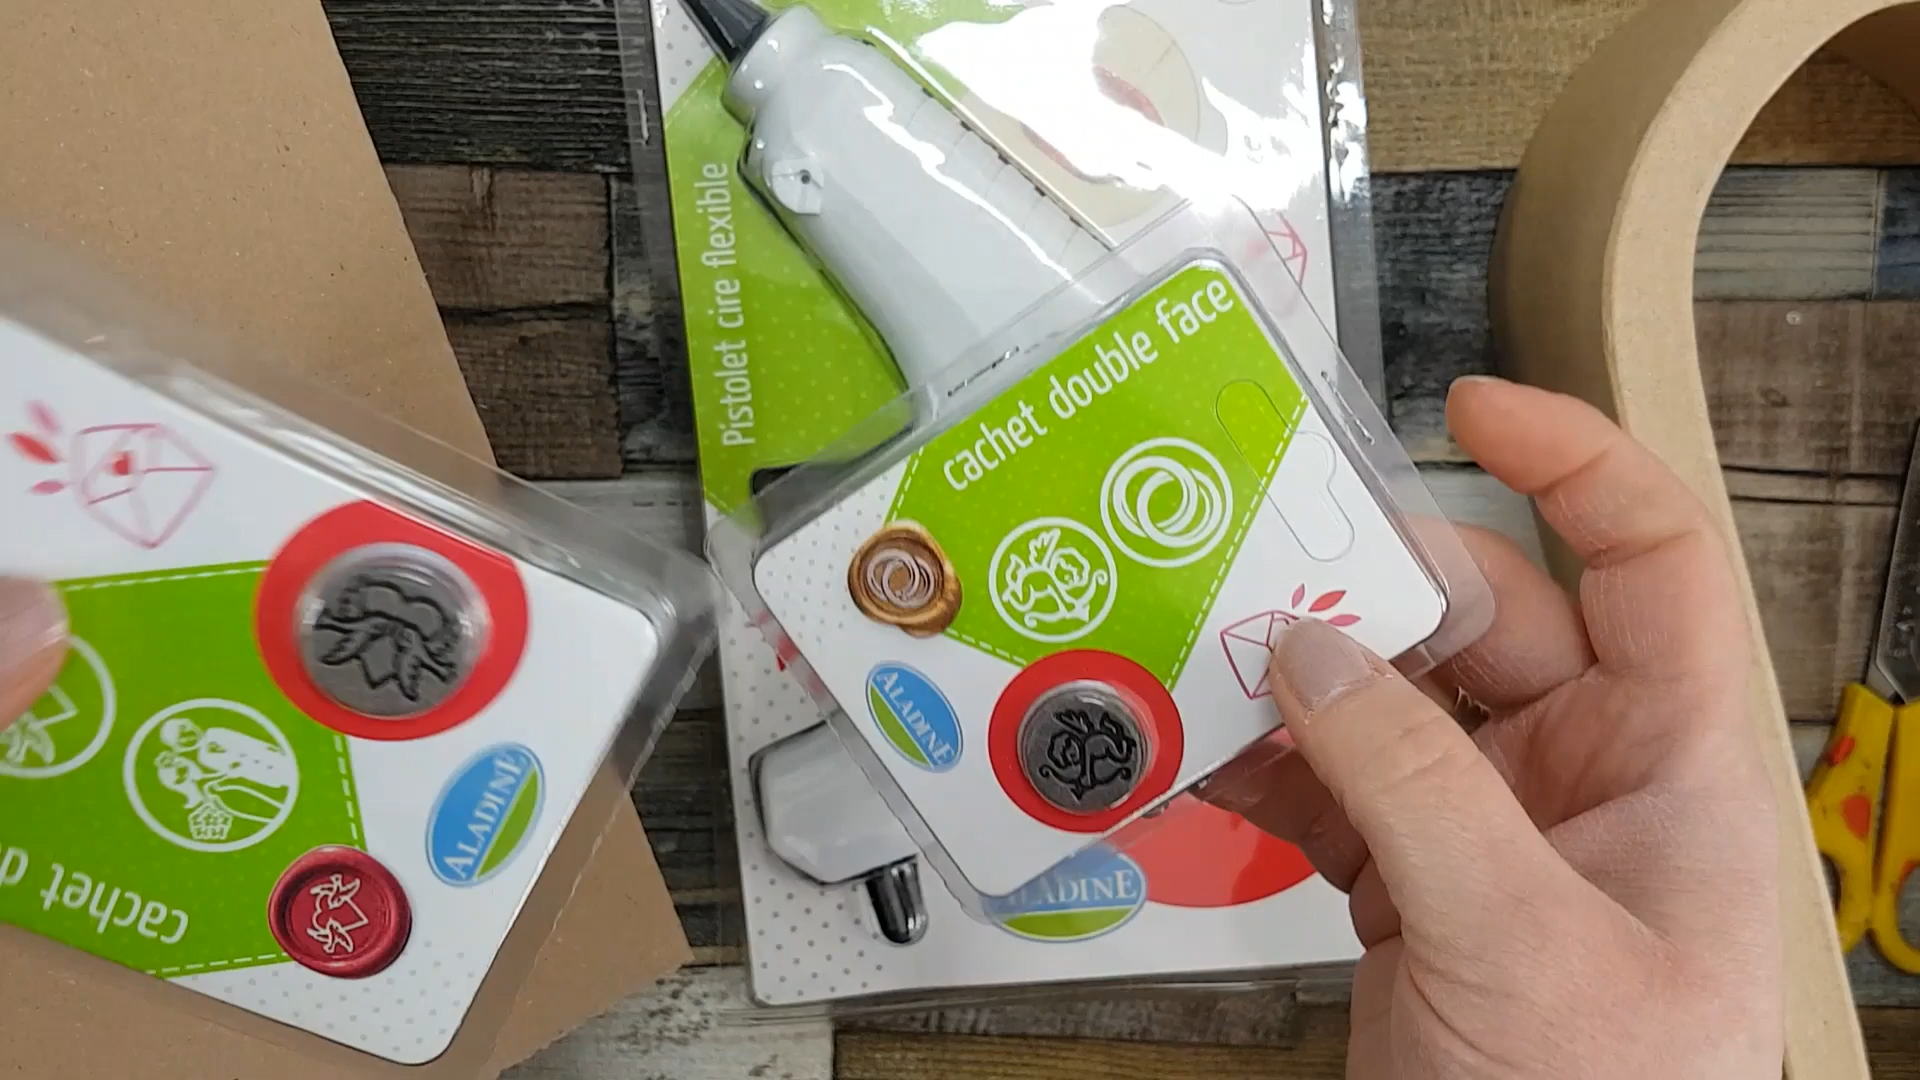 Pistolet cire flexible
cachet double face
ALADINE
ALADINE
ALADINE
cachet d